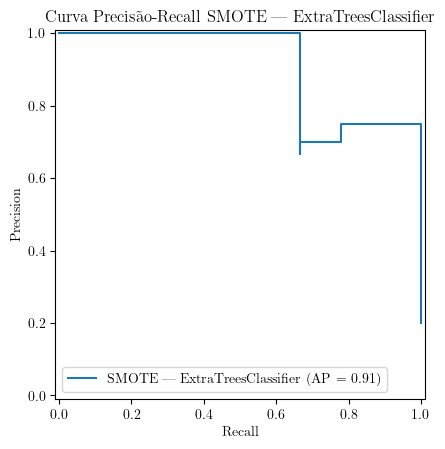 Curva Precisão-Recall SMOTE — ExtraTreesClassifier
1.0
0.8
0.6
0.4
0.2
0.0
Precision
SMOTE — ExtraTreesClassifier (AP = 0.91)
0.0 0.2 0.4 0.6 0.8 1.0
Recall